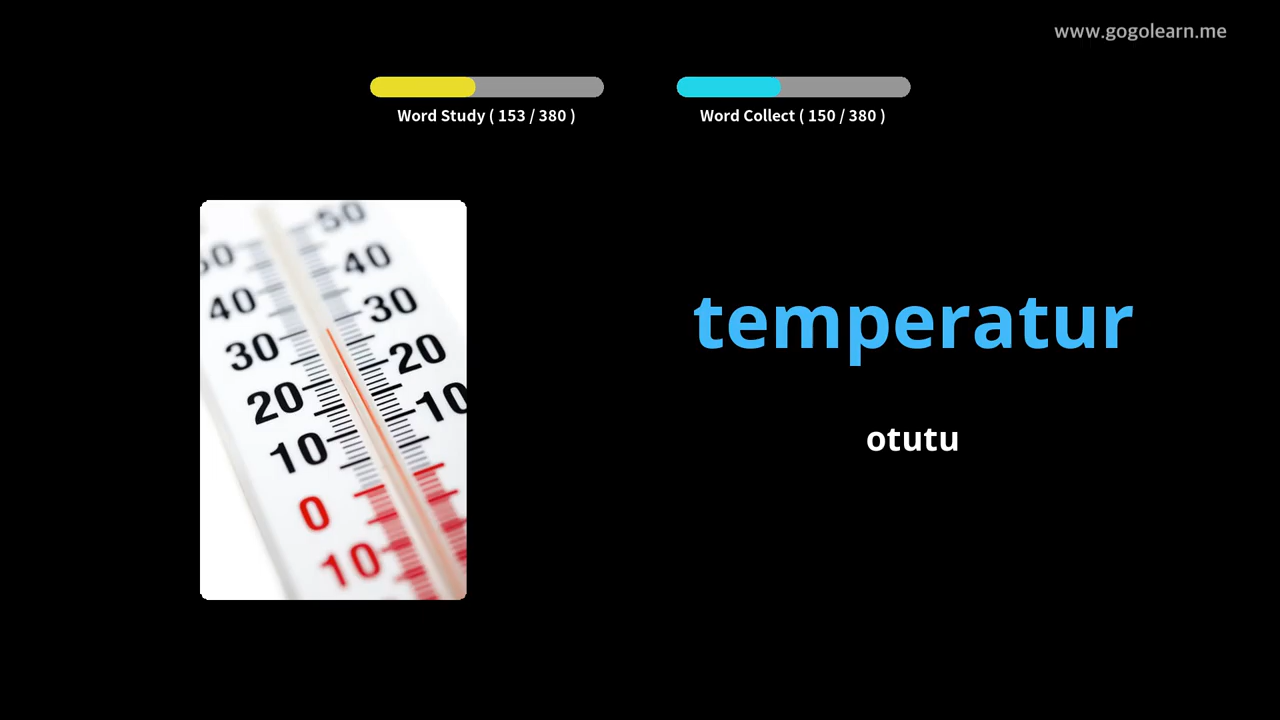 www.gogolearn.me
Word Study ( 153 / 380 )
Word Collect ( 150 / 380 )
50
40
30
20
10
40
30
20
10
0
10
temperatur
otutu